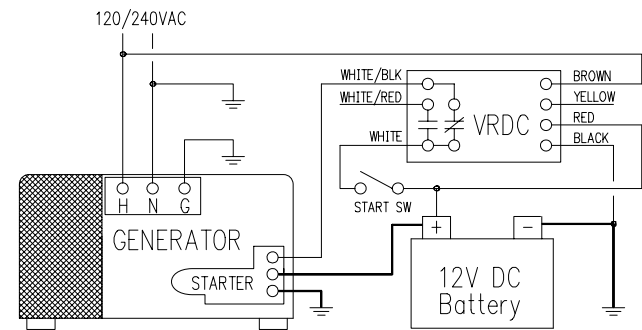 120/240VAC
WHITE/BLK
WHITE/RED
WHITE
VRDC
BROWN
YELLOW
RED
BLACK
START SW
H N G
GENERATOR
STARTER
+
-
12V DC
Battery